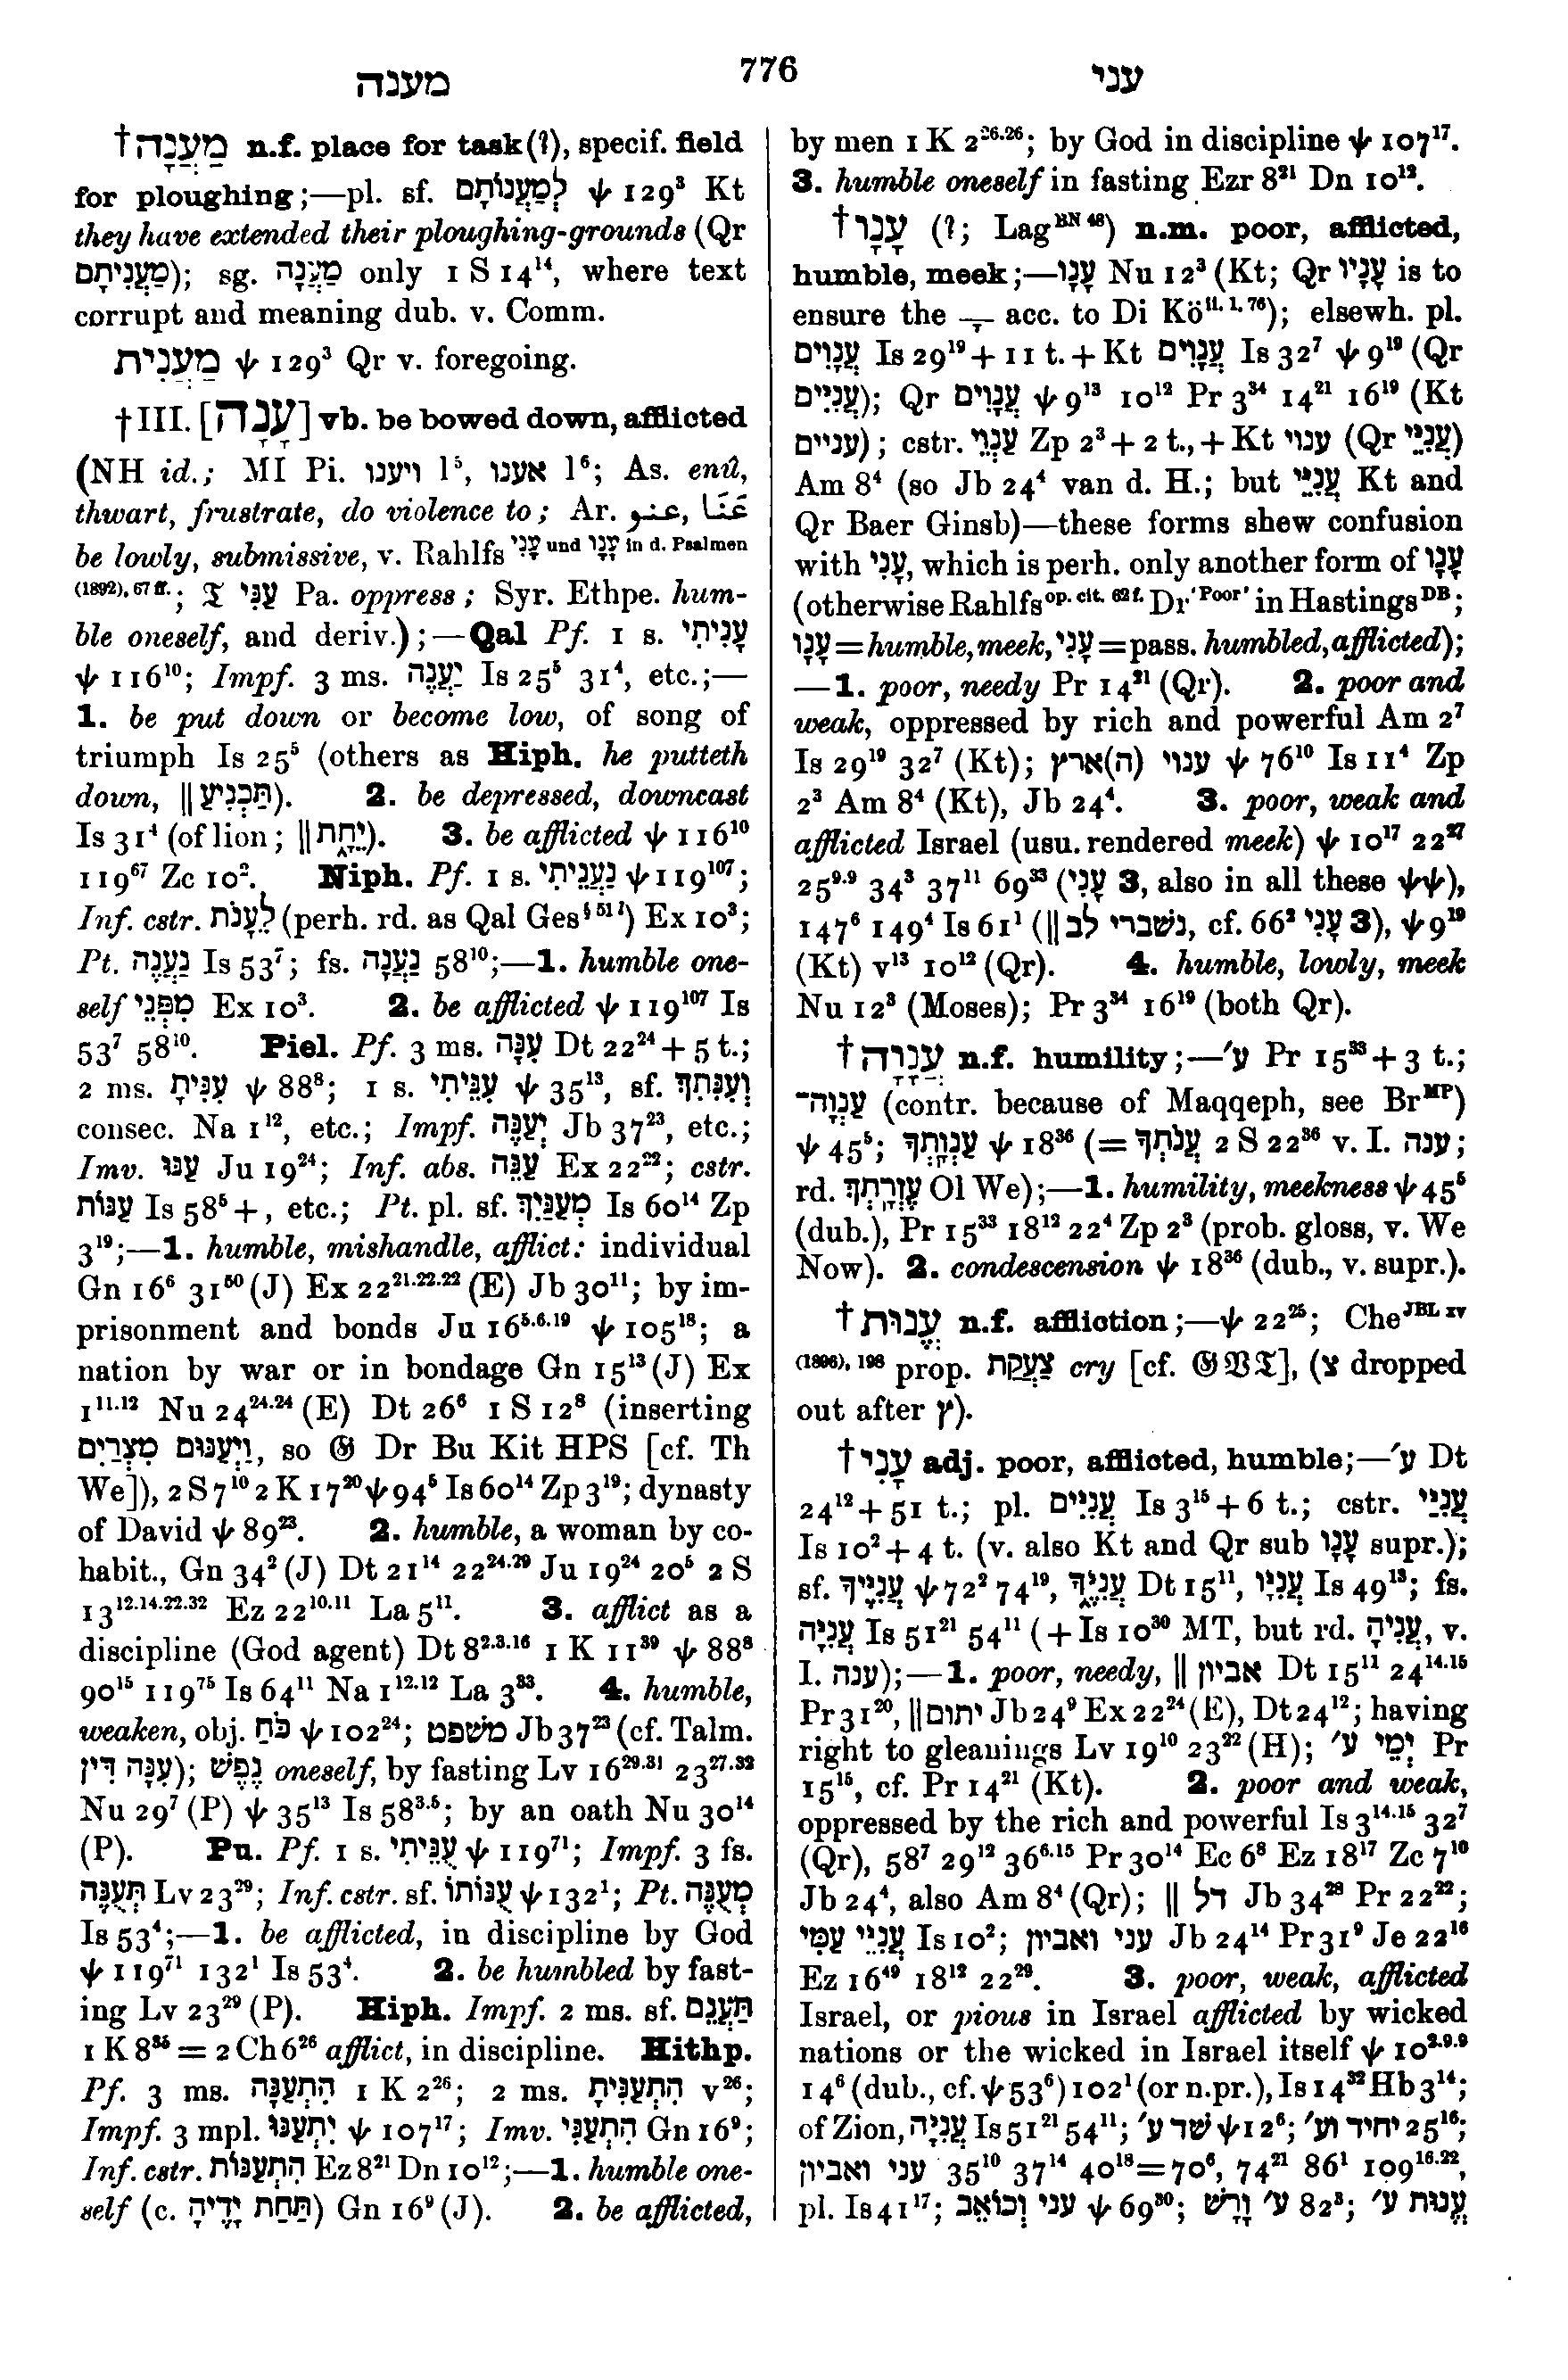 מענה
776
עני
† מַעֲנָה n.f. place for task(?), specif. field
for ploughing;—pl. sf. לְמַעֲנוֹתָם ψ 129³ Kt
they have extended their ploughing-grounds (Qr
מַעֲנִיתָם); sg. מַעֲנָה only 1 S 14¹⁴, where text
corrupt and meaning dub. v. Comm.
מַעֲנִית ψ 129³ Qr v. foregoing.
† III. [עָנָה] vb. be bowed down, afflicted
(NH id.; MI Pi. ויענו l⁵, אענו l⁶; As. enû,
thwart, frustrate, do violence to; Ar. عنو, عَنَا
be lowly, submissive, v. Rahlfs עָנִי und עָנָו in d. Psalmen
(1892), 67 ff.; 𝔗 עַנִּי Pa. oppress; Syr. Ethpe. hum-
ble oneself, and deriv.);—Qal Pf. 1 s. עָנִיתִי
ψ 116¹⁰; Impf. 3 ms. יַעֲנֶה Is 25⁵ 31⁴, etc.;—
1. be put down or become low, of song of
triumph Is 25⁵ (others as Hiph. he putteth
down, ‖ תַּכְנִיעַ). 2. be depressed, downcast
Is 31⁴ (of lion; ‖ יֵחָ֑ת). 3. be afflicted ψ 116¹⁰
119⁶⁷ Zc 10². Niph. Pf. 1 s. נַעֲנֵיתִי ψ 119¹⁰⁷;
Inf. cstr. לֵעָנֹת (perh. rd. as Qal Ges§ ⁵¹ˡ) Ex 10³;
Pt. נַעֲנֶה Is 53⁷; fs. נַעֲנָה 58¹⁰;—1. humble one-
self מִפְּנֵי Ex 10³. 2. be afflicted ψ 119¹⁰⁷ Is
53⁷ 58¹⁰. Piel. Pf. 3 ms. עִנָּה Dt 22²⁴ + 5 t.;
2 ms. עִנִּיתָ ψ 88⁸; 1 s. עִנֵּיתִי ψ 35¹³, sf. וְעִנִּתִךְ
consec. Na 1¹², etc.; Impf. יְעַנֶּה Jb 37²³, etc.;
Imv. עַנּוּ Ju 19²⁴; Inf. abs. עַנֵּה Ex 22²²; cstr.
עַנּוֹת Is 58⁵ +, etc.; Pt. pl. sf. מְעַנַּיִךְ Is 60¹⁴ Zp
3¹⁹;—1. humble, mishandle, afflict: individual
Gn 16⁶ 31⁵⁰ (J) Ex 22²¹·²²·²² (E) Jb 30¹¹; by im-
prisonment and bonds Ju 16⁵·⁶·¹⁹ ψ 105¹⁸; a
nation by war or in bondage Gn 15¹³ (J) Ex
1¹¹·¹² Nu 24²⁴·²⁴ (E) Dt 26⁶ 1 S 12⁸ (inserting
וַיְעַנּוּם מִצְרַיִם, so 𝔊 Dr Bu Kit HPS [cf. Th
We]), 2 S 7¹⁰ 2 K 17²⁰ ψ 94⁵ Is 60¹⁴ Zp 3¹⁹; dynasty
of David ψ 89²³. 2. humble, a woman by co-
habit., Gn 34² (J) Dt 21¹⁴ 22²⁴·²⁹ Ju 19²⁴ 20⁵ 2 S
13¹²·¹⁴·²²·³² Ez 22¹⁰·¹¹ La 5¹¹. 3. afflict as a
discipline (God agent) Dt 8²·³·¹⁶ 1 K 11³⁹ ψ 88⁸
90¹⁵ 119⁷⁵ Is 64¹¹ Na 1¹²·¹² La 3³³. 4. humble,
weaken, obj. כֹּחַ ψ 102²⁴; משׁפט Jb 37²³ (cf. Talm.
עִנָּה דִּין); נֶפֶשׁ oneself, by fasting Lv 16²⁹·³¹ 23²⁷·³²
Nu 29⁷ (P) ψ 35¹³ Is 58³·⁵; by an oath Nu 30¹⁴
(P). Pu. Pf. 1 s. עֻנֵּיתִי ψ 119⁷¹; Impf. 3 fs.
תְּעֻנֶּה Lv 23²⁹; Inf. cstr. sf. עֻנּוֹתוֹ ψ 132¹; Pt. מְעֻנֶּה
Is 53⁴;—1. be afflicted, in discipline by God
ψ 119⁷¹ 132¹ Is 53⁴. 2. be humbled by fast-
ing Lv 23²⁹ (P). Hiph. Impf. 2 ms. sf. תַּעֲנֵם
1 K 8³⁵ = 2 Ch 6²⁶ afflict, in discipline. Hithp.
Pf. 3 ms. הִתְעַנָּה 1 K 2²⁶; 2 ms. הִתְעַנִּיתָ v²⁶;
Impf. 3 mpl. יִתְעַנּוּ ψ 107¹⁷; Imv. הִתְעַנִּי Gn 16⁹;
Inf. cstr. הִתְעַנּוֹת Ez 8²¹ Dn 10¹²;—1. humble one-
self (c. תַּחַת יָדֶיהָ) Gn 16⁹ (J). 2. be afflicted,
by men 1 K 2²⁶·²⁶; by God in discipline ψ 107¹⁷.
3. humble oneself in fasting Ezr 8²¹ Dn 10¹².
† עָנָו (?; Lag BN 48) n.m. poor, afflicted,
humble, meek;—עָנָו Nu 12³ (Kt; Qr עָנָיו is to
ensure the ־ָ acc. to Di Kö ii. 1, 76); elsewh. pl.
עֲנָוִים Is 29¹⁹ + 11 t. + Kt עֲנָוִים Is 32⁷ ψ 9¹⁹ (Qr
עֲנִיִּים); Qr עֲנָוִים ψ 9¹³ 10¹² Pr 3³⁴ 14²¹ 16¹⁹ (Kt
עניים); cstr. עַנְוֵי Zp 2³ + 2 t., + Kt ענוי (Qr עֲנִיֵּי)
Am 8⁴ (so Jb 24⁴ van d. H.; but עֲנִיֵּי Kt and
Qr Baer Ginsb)—these forms shew confusion
with עָנִי, which is perh. only another form of עָנָו
(otherwise Rahlfs op. cit. 62 f. Dr 'Poor' in Hastings DB;
עָנָו = humble, meek, עָנִי = pass. humbled, afflicted);
—1. poor, needy Pr 14²¹ (Qr). 2. poor and
weak, oppressed by rich and powerful Am 2⁷
Is 29¹⁹ 32⁷ (Kt); ענוי (ה)ארץ ψ 76¹⁰ Is 11⁴ Zp
2³ Am 8⁴ (Kt), Jb 24⁴. 3. poor, weak and
afflicted Israel (usu. rendered meek) ψ 10¹⁷ 22²⁷
25⁹·⁹ 34³ 37¹¹ 69³³ (עָנִי 3, also in all these ψψ),
147⁶ 149⁴ Is 61¹ (‖ נשׁברי לב, cf. 66² עָנִי 3), ψ 9¹⁹
(Kt) v¹³ 10¹² (Qr). 4. humble, lowly, meek
Nu 12³ (Moses); Pr 3³⁴ 16¹⁹ (both Qr).
† עֲנָוָה n.f. humility;—ע׳ Pr 15³³ + 3 t.;
עַנְוָה־ (contr. because of Maqqeph, see Br MP)
ψ 45⁵; עַנְוָתְךָ ψ 18³⁶ (= עֲנֹתְךָ 2 S 22³⁶ v. I. ענה;
rd. עֶזְרָתְךָ Ol We);—1. humility, meekness ψ 45⁵
(dub.), Pr 15³³ 18¹² 22⁴ Zp 2³ (prob. gloss, v. We
Now). 2. condescension ψ 18³⁶ (dub., v. supr.).
† עֱנוּת n.f. affliction;—ψ 22²⁵; Che JBL xv
(1896), 198 prop. צַעֲקַת cry [cf. 𝔊 𝔙 𝔗], (צ dropped
out after ץ).
† עָנִי adj. poor, afflicted, humble;—ע׳ Dt
24¹² + 51 t.; pl. עֲנִיִּים Is 3¹⁵ + 6 t.; cstr. עֲנִיֵּי
Is 10² + 4 t. (v. also Kt and Qr sub עָנָו supr.);
sf. עֲנִיֶּיךָ ψ 72² 74¹⁹, עֲנִיֶּ֑ךָ Dt 15¹¹, עֲנִיָּו Is 49¹³; fs.
עֲנִיָּה Is 51²¹ 54¹¹ (+ Is 10³⁰ MT, but rd. עֲנִיהָ, v.
I. ענה);—1. poor, needy, ‖ אביון Dt 15¹¹ 24¹⁴·¹⁵
Pr 31²⁰, ‖ יתום Jb 24⁹ Ex 22²⁴ (E), Dt 24¹²; having
right to gleanings Lv 19¹⁰ 23²² (H); יְמֵי ע׳ Pr
15¹⁵, cf. Pr 14²¹ (Kt). 2. poor and weak,
oppressed by the rich and powerful Is 3¹⁴·¹⁵ 32⁷
(Qr), 58⁷ 29¹² 36⁶·¹⁵ Pr 30¹⁴ Ec 6⁸ Ez 18¹⁷ Zc 7¹⁰
Jb 24⁴, also Am 8⁴ (Qr); ‖ דל Jb 34²⁸ Pr 22²²;
עֲנִיֵּי עַמִּי Is 10²; עני ואביון Jb 24¹⁴ Pr 31⁹ Je 22¹⁶
Ez 16⁴⁹ 18¹² 22²⁹. 3. poor, weak, afflicted
Israel, or pious in Israel afflicted by wicked
nations or the wicked in Israel itself ψ 10²·⁹·⁹
14⁶ (dub., cf. ψ 53⁶) 102¹ (or n.pr.), Is 14³² Hb 3¹⁴;
of Zion, עֲנִיָּה Is 51²¹ 54¹¹; שׁד ע׳ ψ 12⁶; יחיד וע׳ 25¹⁶;
עני ואביון 35¹⁰ 37¹⁴ 40¹⁸ = 70⁶, 74²¹ 86¹ 109¹⁶·²²,
pl. Is 41¹⁷; עני וְכוֹאֵב ψ 69³⁰; ע׳ וָרָשׁ 82³; עֱנוּת ע׳